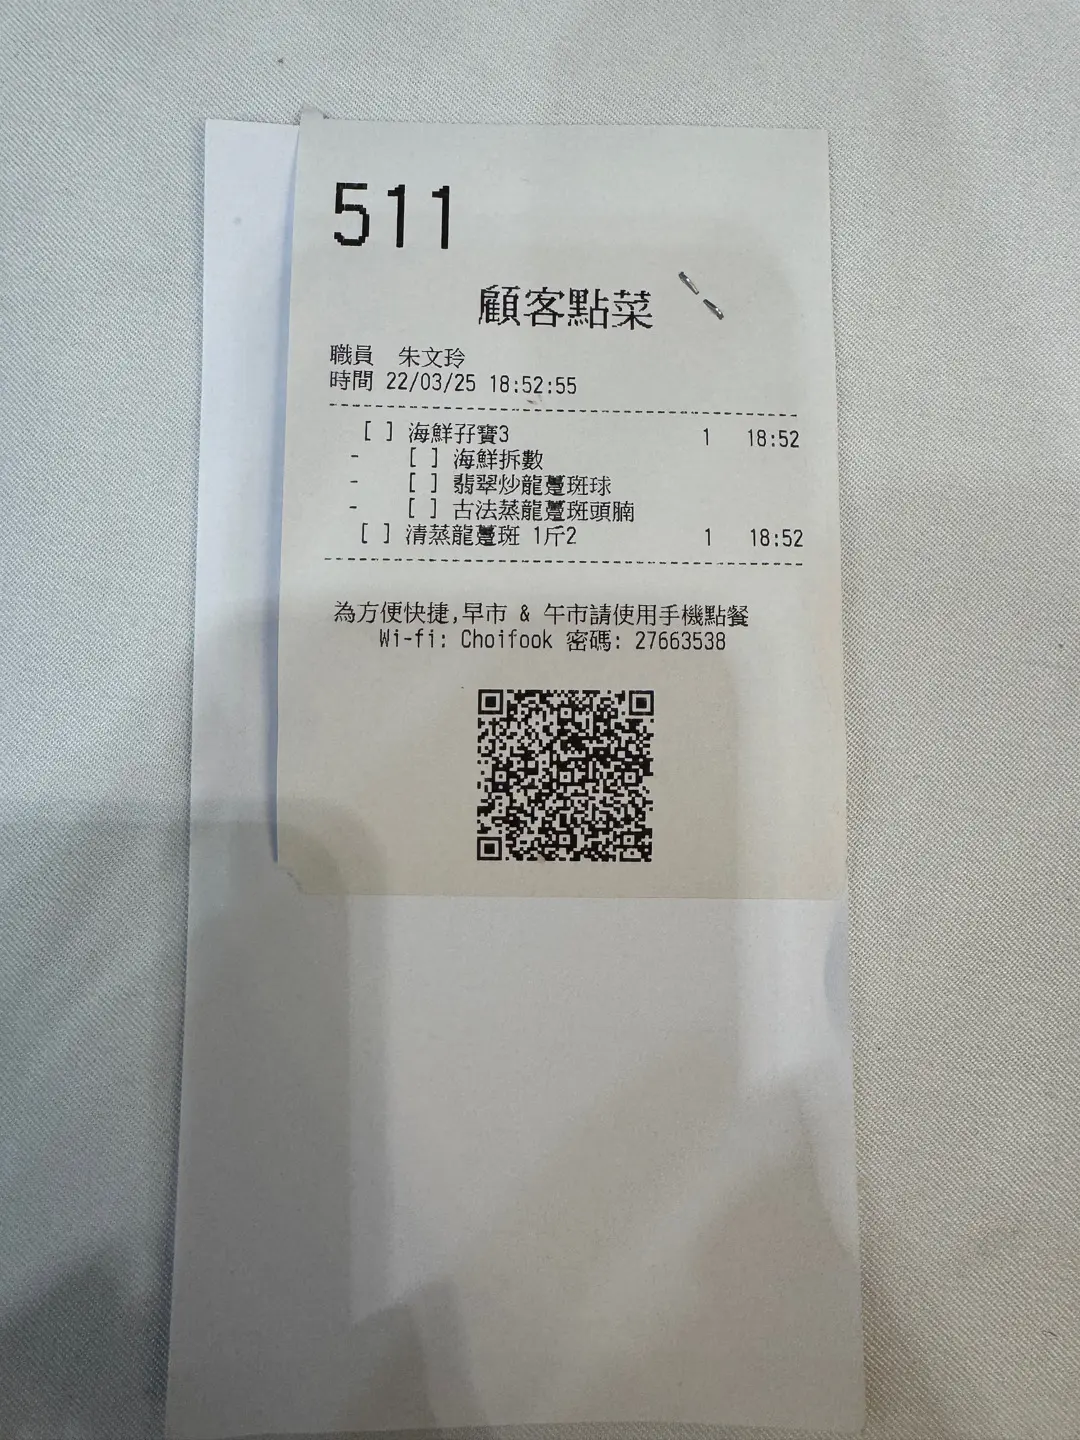 511
顧客點菜
職員 朱文玲
時間 22/03/25 18:52:55
[ ] 海鮮孖寶3 1 18:52
- [ ] 海鮮拆數
- [ ] 翡翠炒龍躉斑球
- [ ] 古法蒸龍躉斑頭腩
[ ] 清蒸龍躉斑 1斤2 1 18:52
為方便快捷,早市 & 午市請使用手機點餐
Wi-fi: Choifook 密碼: 27663538